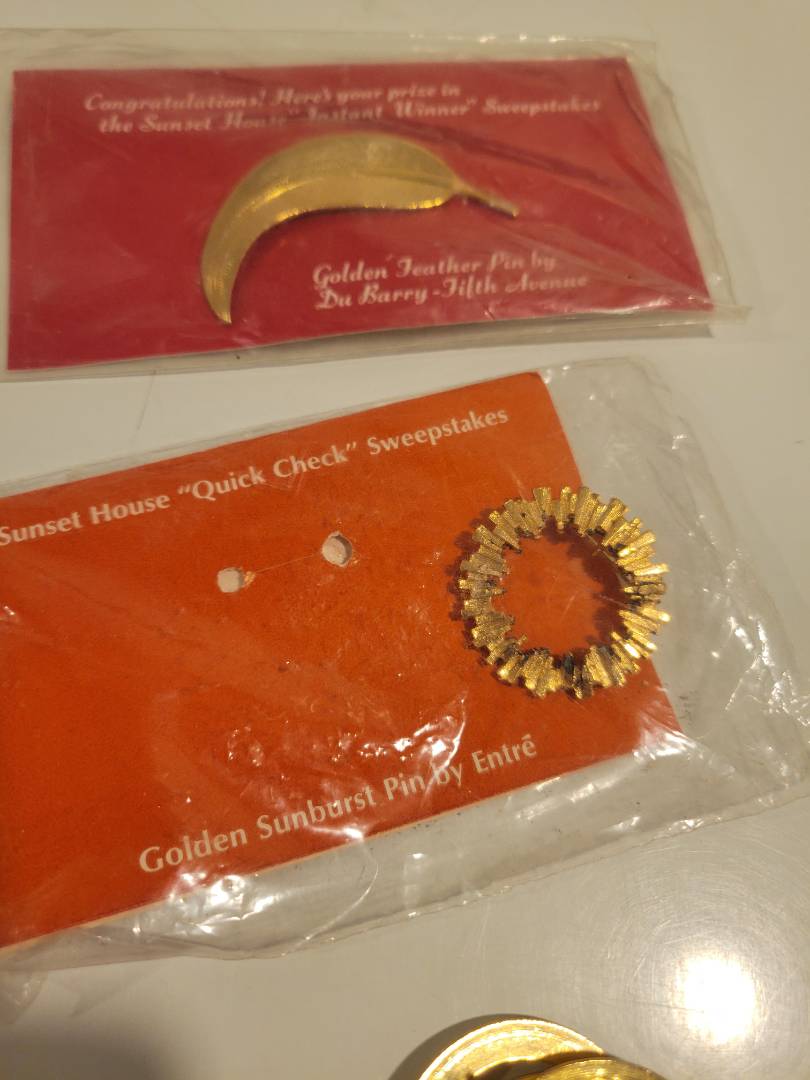 Congratulations! Here's your prize in
the Sunset House "Instant Winner" Sweepstakes
Golden Feather Pin by
Du Barry-Fifth Avenue
Sunset House "Quick Check" Sweepstakes
Golden Sunburst Pin by Entré